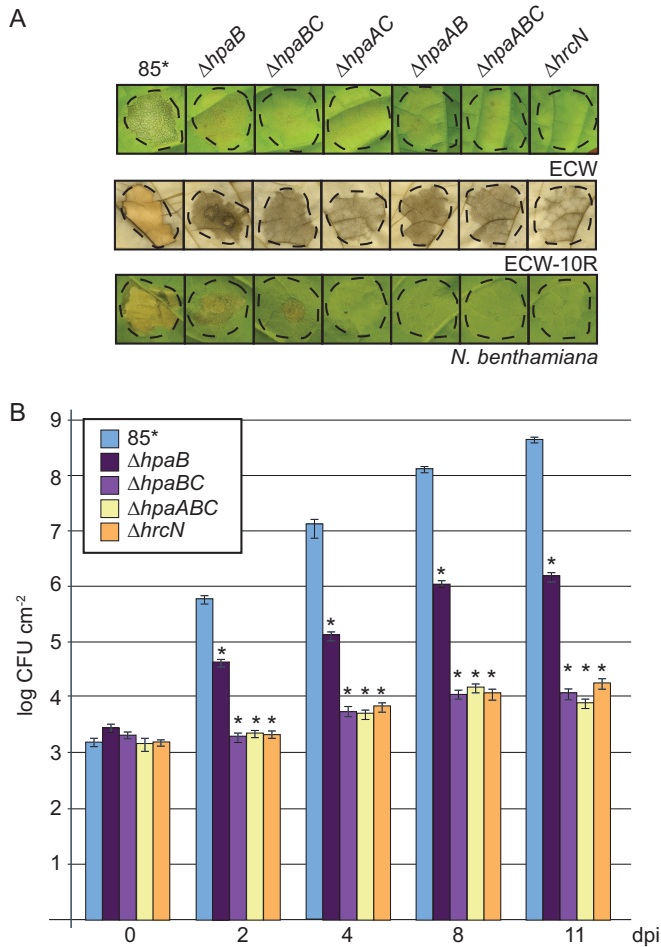 A
85* ΔhpaB ΔhpaBC ΔhpaAC ΔhpaAB ΔhpaABC ΔhrcN
ECW
ECW-10R
N. benthamiana
B
85*
ΔhpaB
ΔhpaBC
ΔhpaABC
ΔhrcN
log CFU cm-2
9
8
7
6
5
4
3
2
1
* * * *
* * * *
* * * *
* * * *
0 2 4 8 11 dpi